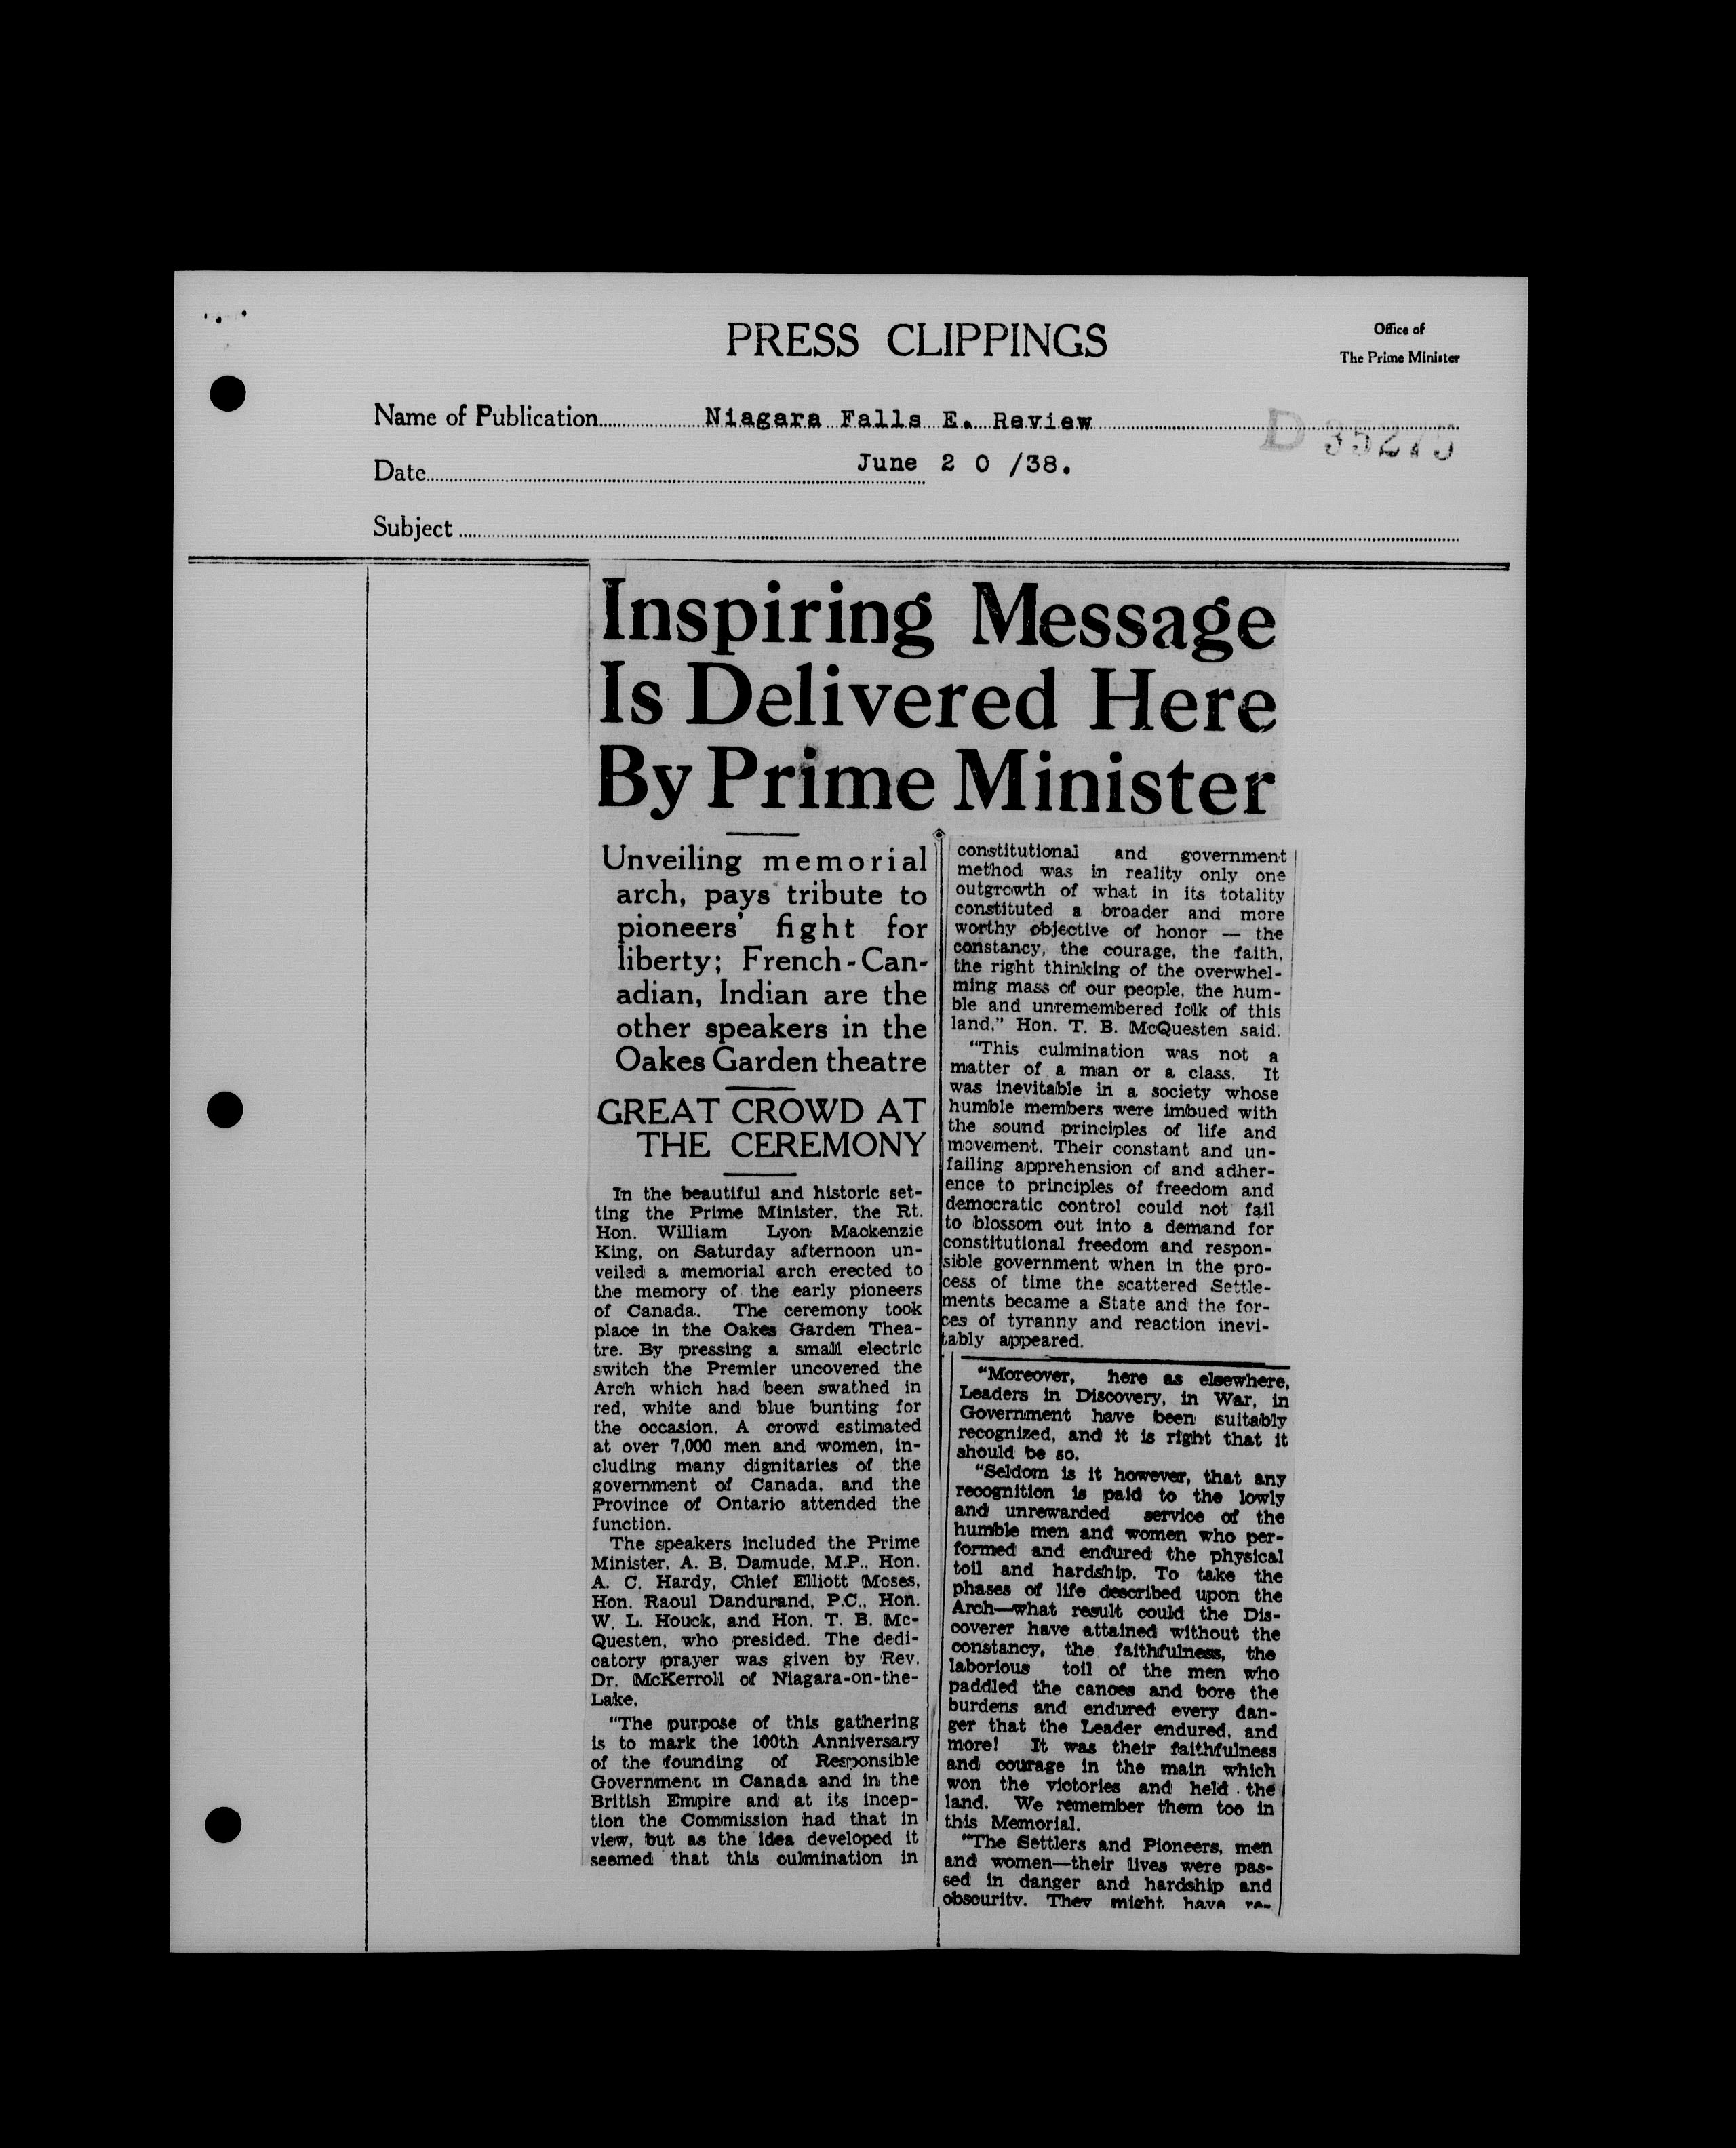 PRESS CLIPPINGS
Office of
The Prime Minister
Name of Publication Niagara Falls E. Review
D 35275
Date June 2 0 /38.
Subject
Inspiring Message
Is Delivered Here
By Prime Minister
Unveiling memorial
arch, pays tribute to
pioneers' fight for
liberty; French-Can-
adian, Indian are the
other speakers in the
Oakes Garden theatre
GREAT CROWD AT
THE CEREMONY
In the beautiful and historic set-
ting the Prime Minister, the Rt.
Hon. William Lyon Mackenzie
King, on Saturday afternoon un-
veiled a memorial arch erected to
the memory of the early pioneers
of Canada. The ceremony took
place in the Oakes Garden Thea-
tre. By pressing a small electric
switch the Premier uncovered the
Arch which had been swathed in
red, white and blue bunting for
the occasion. A crowd estimated
at over 7,000 men and women, in-
cluding many dignitaries of the
government of Canada, and the
Province of Ontario attended the
function.
The speakers included the Prime
Minister, A. B. Damude, M.P., Hon.
A. C. Hardy, Chief Elliott Moses,
Hon. Raoul Dandurand, P.C., Hon.
W. L. Houck, and Hon. T. B. Mc-
Questen, who presided. The dedi-
catory prayer was given by Rev.
Dr. McKerroll of Niagara-on-the-
Lake.
"The purpose of this gathering
is to mark the 100th Anniversary
of the founding of Responsible
Government in Canada and in the
British Empire and at its incep-
tion the Commission had that in
view, but as the idea developed it
seemed that this culmination in
constitutional and government
method was in reality only one
outgrowth of what in its totality
constituted a broader and more
worthy objective of honor — the
constancy, the courage, the faith,
the right thinking of the overwhel-
ming mass of our people, the hum-
ble and unremembered folk of this
land," Hon. T. B. McQuesten said.
"This culmination was not a
matter of a man or a class. It
was inevitable in a society whose
humble members were imbued with
the sound principles of life and
movement. Their constant and un-
failing apprehension of and adher-
ence to principles of freedom and
democratic control could not fail
to blossom out into a demand for
constitutional freedom and respon-
sible government when in the pro-
cess of time the scattered Settle-
ments became a State and the for-
ces of tyranny and reaction inevi-
tably appeared.
"Moreover, here as elsewhere,
Leaders in Discovery, in War, in
Government have been suitably
recognized, and it is right that it
should be so.
"Seldom is it however, that any
recognition is paid to the lowly
and unrewarded service of the
humble men and women who per-
formed and endured the physical
toil and hardship. To take the
phases of life described upon the
Arch—what result could the Dis-
coverer have attained without the
constancy, the faithfulness, the
laborious toil of the men who
paddled the canoes and bore the
burdens and endured every dan-
ger that the Leader endured, and
more! It was their faithfulness
and courage in the main which
won the victories and held the
land. We remember them too in
this Memorial.
"The Settlers and Pioneers, men
and women—their lives were pas-
sed in danger and hardship and
obscurity. They might have re-